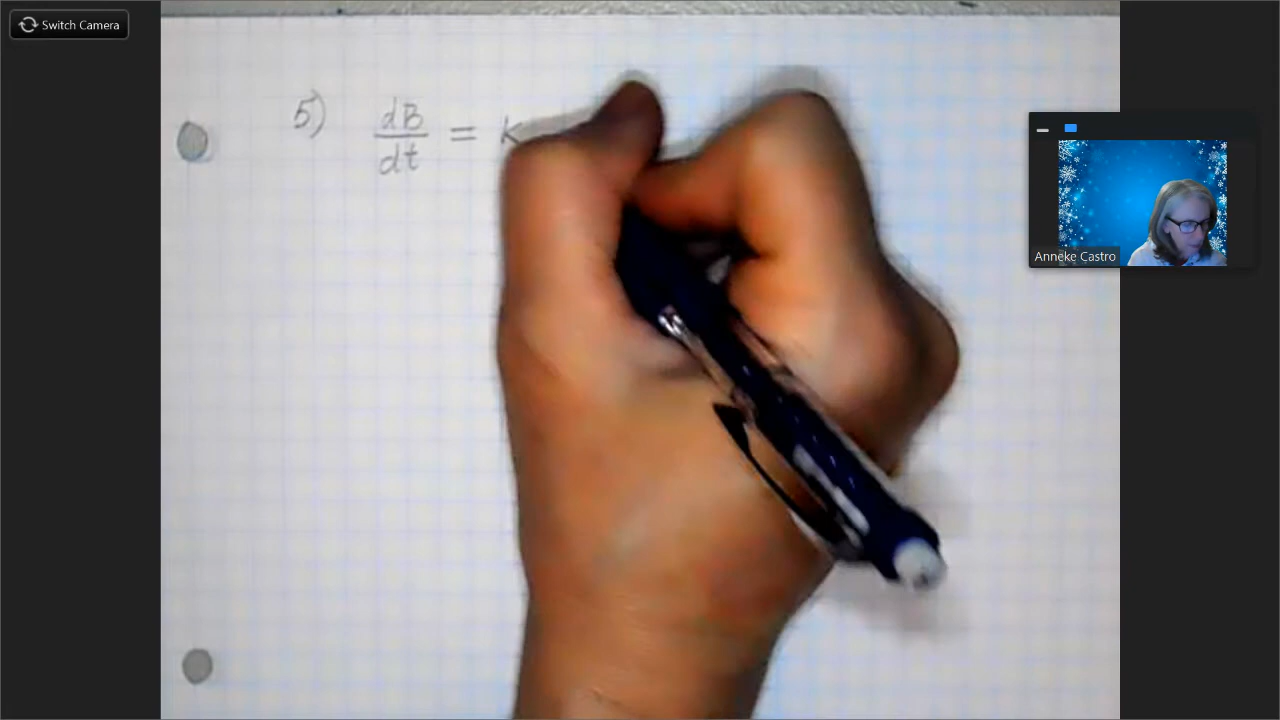 Switch Camera
5) dB/dt = k
Anneke Castro